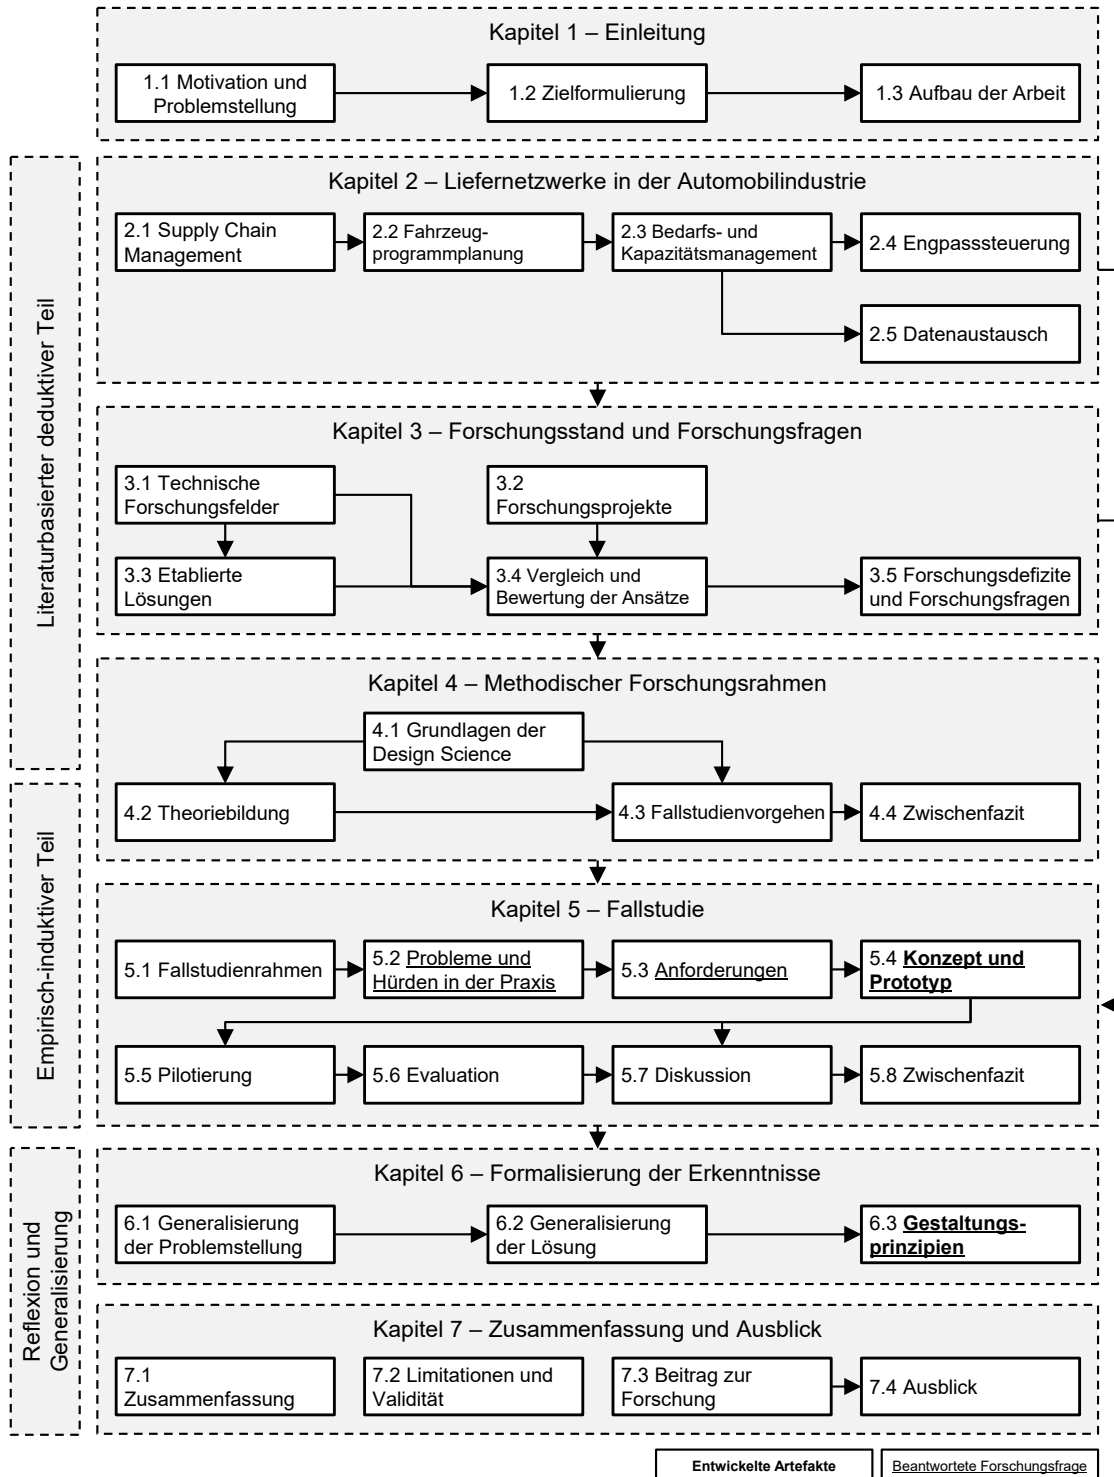 Kapitel 1 – Einleitung
1.1 Motivation und
Problemstellung
1.2 Zielformulierung
1.3 Aufbau der Arbeit
Literaturbasierter deduktiver Teil
Kapitel 2 – Liefernetzwerke in der Automobilindustrie
2.1 Supply Chain
Management
2.2 Fahrzeug-
programmplanung
2.3 Bedarfs- und
Kapazitätsmanagement
2.4 Engpasssteuerung
2.5 Datenaustausch
Kapitel 3 – Forschungsstand und Forschungsfragen
3.1 Technische
Forschungsfelder
3.2
Forschungsprojekte
3.3 Etablierte
Lösungen
3.4 Vergleich und
Bewertung der Ansätze
3.5 Forschungsdefizite
und Forschungsfragen
Kapitel 4 – Methodischer Forschungsrahmen
4.1 Grundlagen der
Design Science
4.2 Theoriebildung
4.3 Fallstudienvorgehen
4.4 Zwischenfazit
Empirisch-induktiver Teil
Kapitel 5 – Fallstudie
5.1 Fallstudienrahmen
5.2 Probleme und
Hürden in der Praxis
5.3 Anforderungen
5.4 Konzept und
Prototyp
5.5 Pilotierung
5.6 Evaluation
5.7 Diskussion
5.8 Zwischenfazit
Reflexion und
Generalisierung
Kapitel 6 – Formalisierung der Erkenntnisse
6.1 Generalisierung
der Problemstellung
6.2 Generalisierung
der Lösung
6.3 Gestaltungs-
prinzipien
Kapitel 7 – Zusammenfassung und Ausblick
7.1
Zusammenfassung
7.2 Limitationen und
Validität
7.3 Beitrag zur
Forschung
7.4 Ausblick
Entwickelte Artefakte
Beantwortete Forschungsfrage